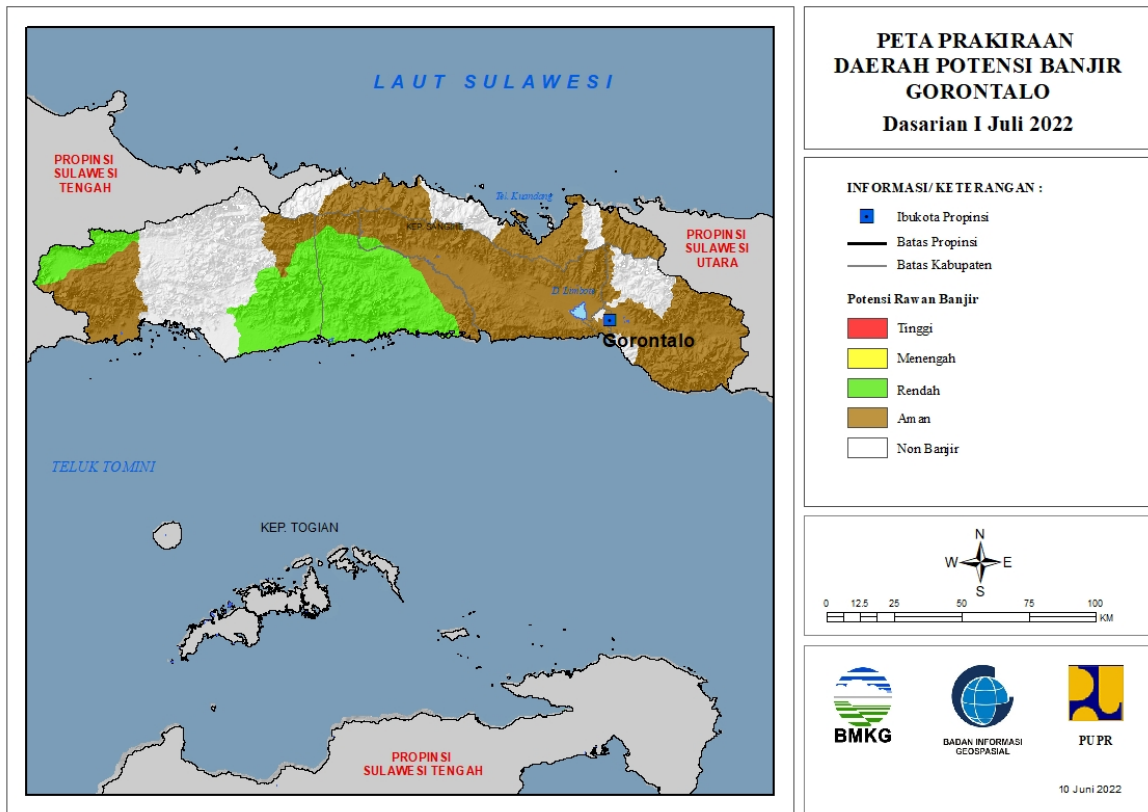 PETA PRAKIRAAN
DAERAH POTENSI BANJIR
GORONTALO
Dasarian I Juli 2022
INFORMASI/ KETERANGAN :
Ibukota Propinsi
Batas Propinsi
Batas Kabupaten
Potensi Rawan Banjir
Tinggi
Menengah
Rendah
Aman
Non Banjir
N
W
E
S
0 12.5 25 50 75 100
KM
BMKG
BADAN INFORMASI
GEOSPASIAL
PUPR
10 Juni 2022
LAUT SULAWESI
PROPINSI
SULAWESI
TENGAH
Tel. Kuandang
KEP. SANGIHE
PROPINSI
SULAWESI
UTARA
Gorontalo
TELUK TOMINI
KEP. TOGIAN
PROPINSI
SULAWESI TENGAH